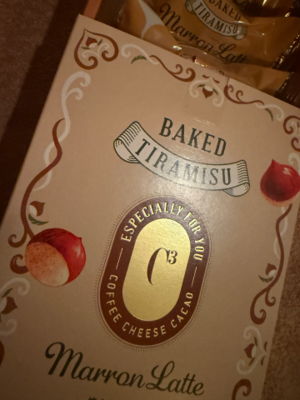 BAKED
TIRAMISU
Marron Latte
BAKED
TIRAMISU
ESPECIALLY FOR YOU
C³
COFFEE CHEESE CACAO
Marron Latte